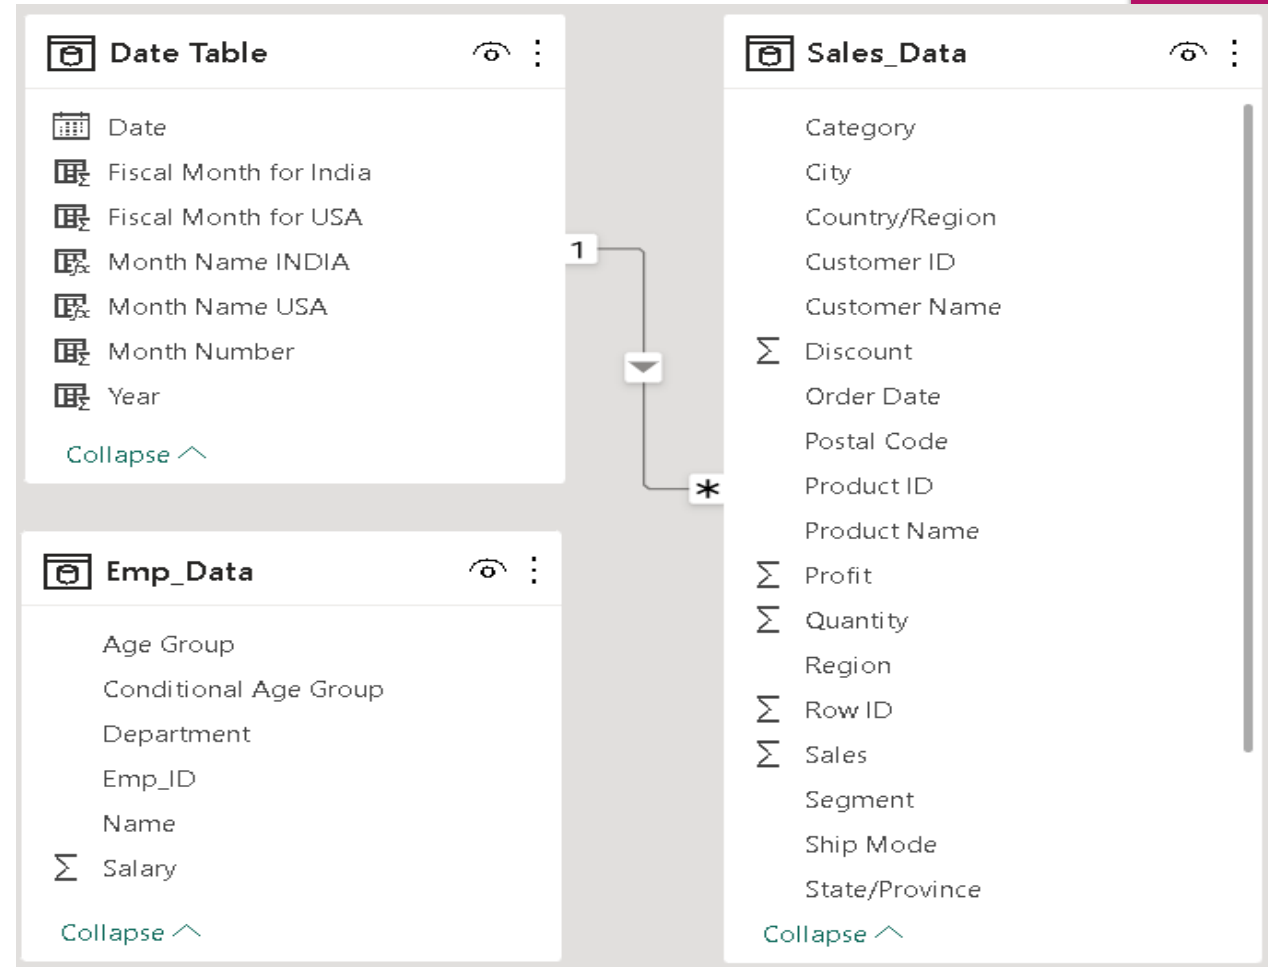 Date Table
Date
Fiscal Month for India
Fiscal Month for USA
Month Name INDIA
Month Name USA
Month Number
Year
Collapse
1
*
Emp_Data
Age Group
Conditional Age Group
Department
Emp_ID
Name
Salary
Collapse
Sales_Data
Category
City
Country/Region
Customer ID
Customer Name
Discount
Order Date
Postal Code
Product ID
Product Name
Profit
Quantity
Region
Row ID
Sales
Segment
Ship Mode
State/Province
Collapse